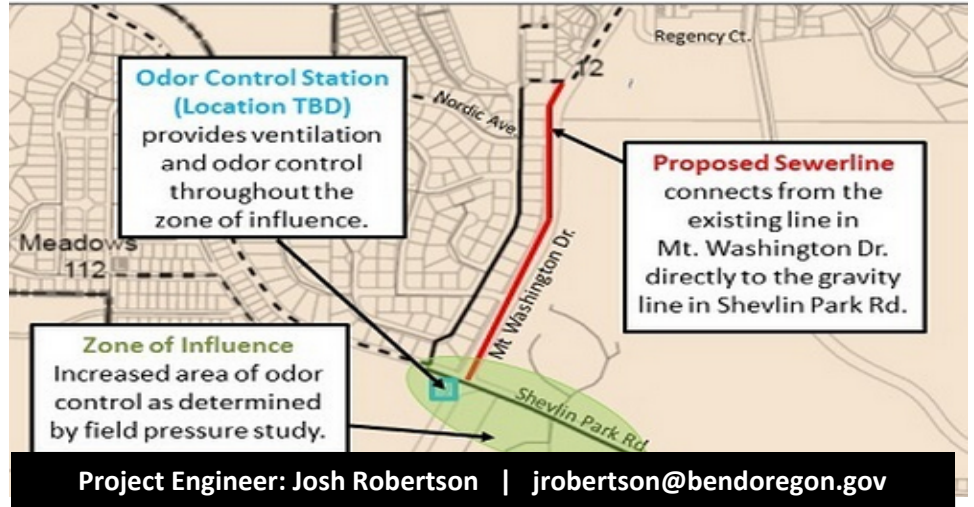 Regency Ct.
12
Odor Control Station
(Location TBD)
provides ventilation
and odor control
throughout the
zone of influence.
Nordic Ave.
Proposed Sewerline
connects from the
existing line in
Mt. Washington Dr.
directly to the gravity
line in Shevlin Park Rd.
Meadows
112
Mt Washington Dr.
Zone of Influence
Increased area of odor
control as determined
by field pressure study.
Shevlin Park Rd
Project Engineer: Josh Robertson | jrobertson@bendoregon.gov